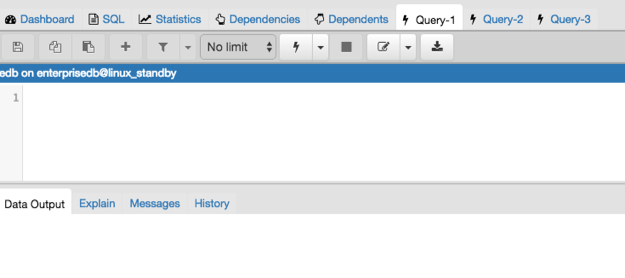 Dashboard SQL Statistics Dependencies Dependents Query-1 Query-2 Query-3
No limit
edb on enterprisedb@linux_standby
1
Data Output Explain Messages History